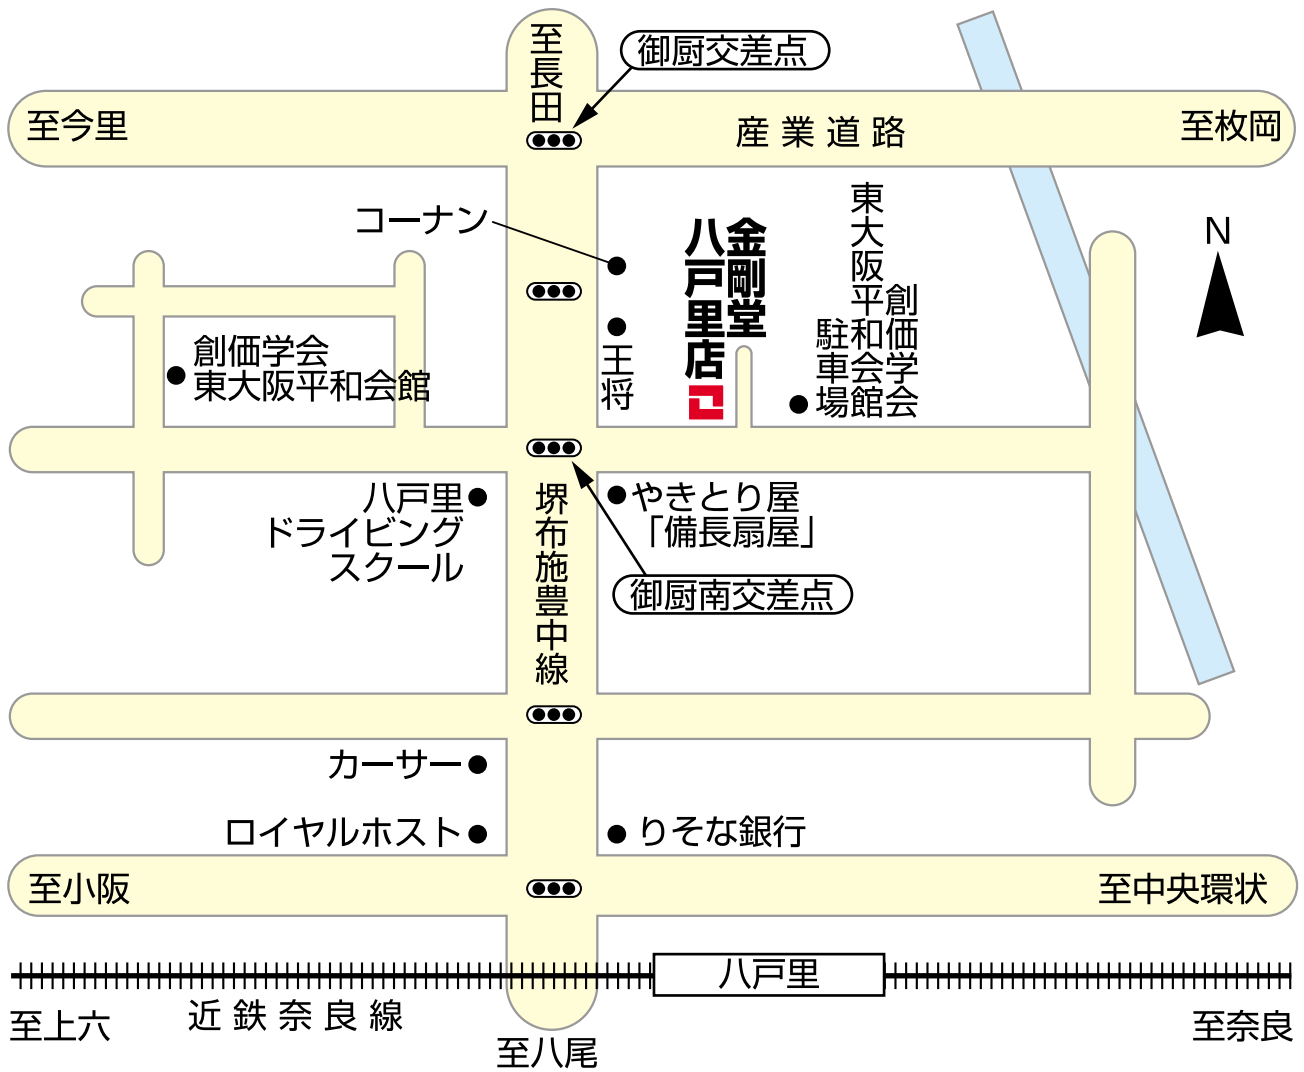 至長田
御厨交差点
至今里
産業道路
至枚岡
コーナン
金剛堂
八戸里店
東大阪平和会館
創価学会
駐車場
N
創価学会
東大阪平和会館
王将
八戸里
ドライビング
スクール
堺布施豊中線
やきとり屋
「備長扇屋」
御厨南交差点
カーサー
ロイヤルホスト
りそな銀行
至小阪
至中央環状
八戸里
近鉄奈良線
至上六
至奈良
至八尾